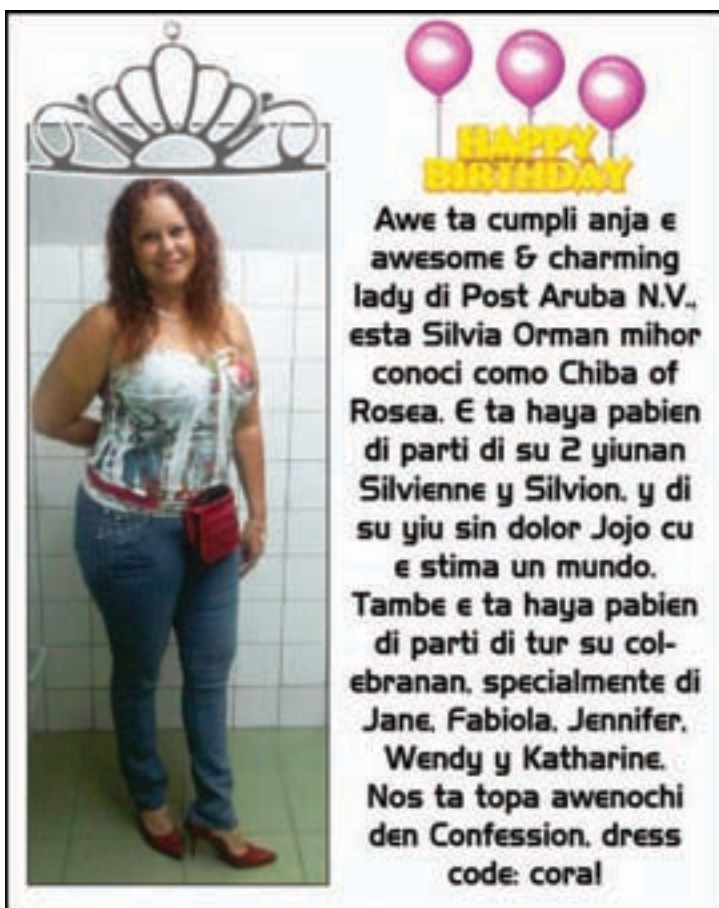 HAPPY
BIRTHDAY
Awe ta cumpli anja e
awesome & charming
lady di Post Aruba N.V.,
esta Silvia Orman mihor
conoci como Chiba of
Rosea. E ta haya pabien
di parti di su 2 yiunan
Silvienne y Silvion, y di
su yiu sin dolor Jojo cu
e stima un mundo.
Tambe e ta haya pabien
di parti di tur su col-
ebranan, specialmente di
Jane, Fabiola, Jennifer,
Wendy y Katharine.
Nos ta topa awenochi
den Confession, dress
code: coral